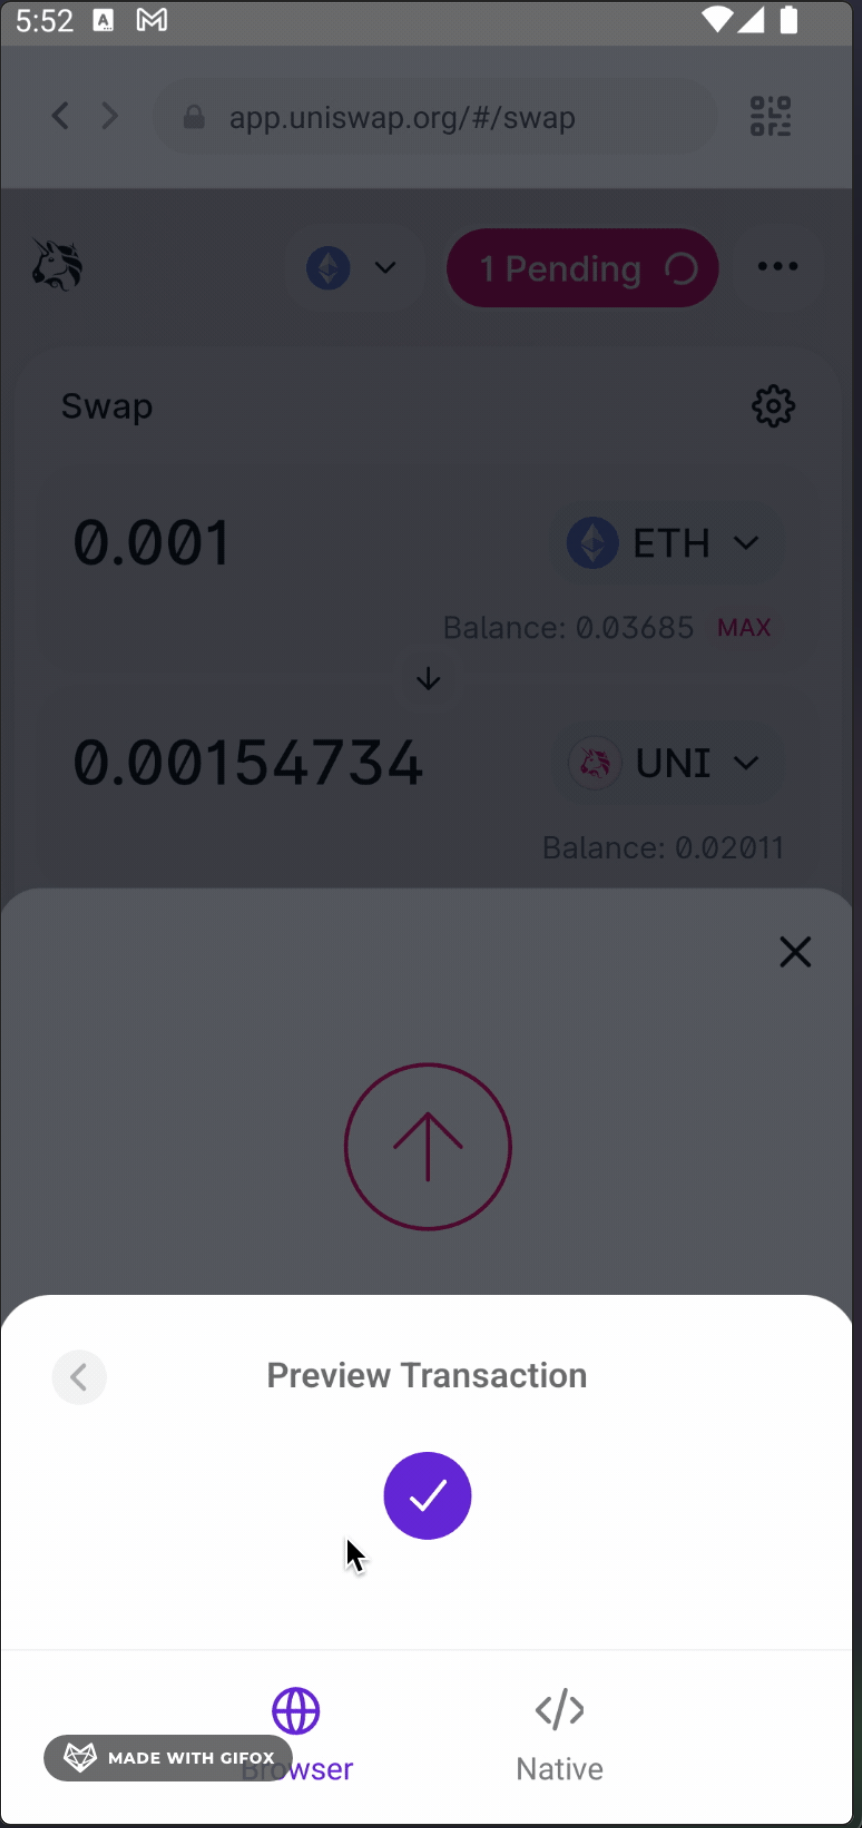 5:52
app.uniswap.org/#/swap
1 Pending
Swap
0.001 ETH
Balance: 0.03685 MAX
0.00154734 UNI
Balance: 0.02011
Preview Transaction
MADE WITH GIFOX
Browser Native